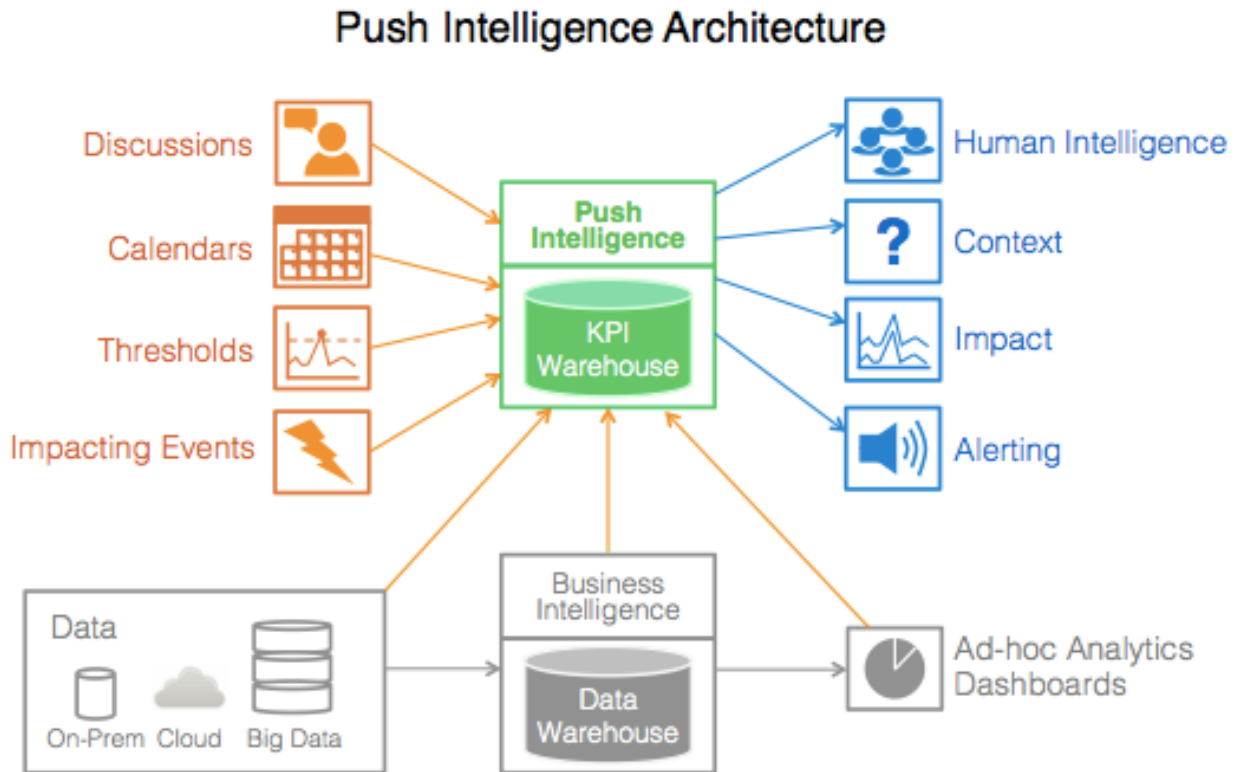 Push Intelligence Architecture
Discussions
Calendars
Thresholds
Impacting Events
Push
Intelligence
KPI
Warehouse
Human Intelligence
?
Context
Impact
Alerting
Data
On-Prem
Cloud
Big Data
Business
Intelligence
Data
Warehouse
Ad-hoc Analytics
Dashboards